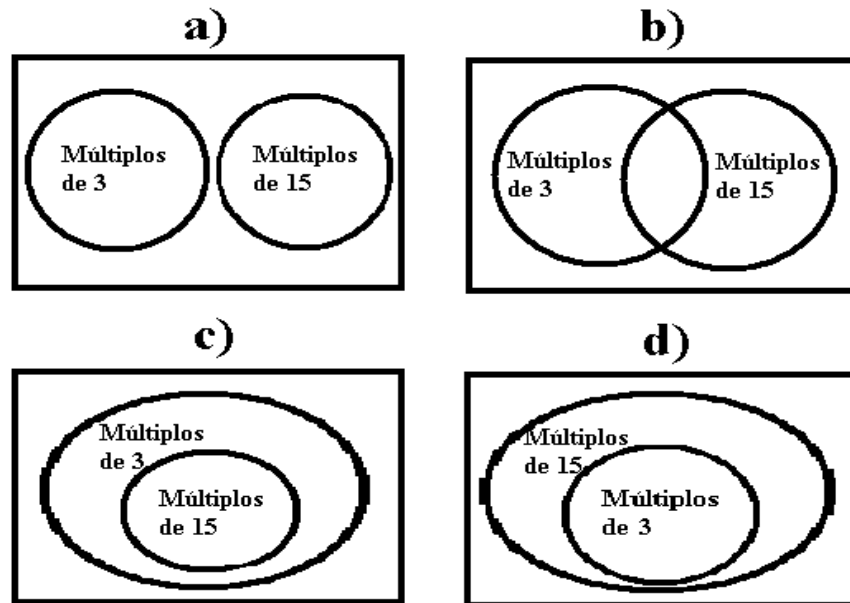 a)
Múltiplos
de 3
Múltiplos
de 15
b)
Múltiplos
de 3
Múltiplos
de 15
c)
Múltiplos
de 3
Múltiplos
de 15
d)
Múltiplos
de 15
Múltiplos
de 3